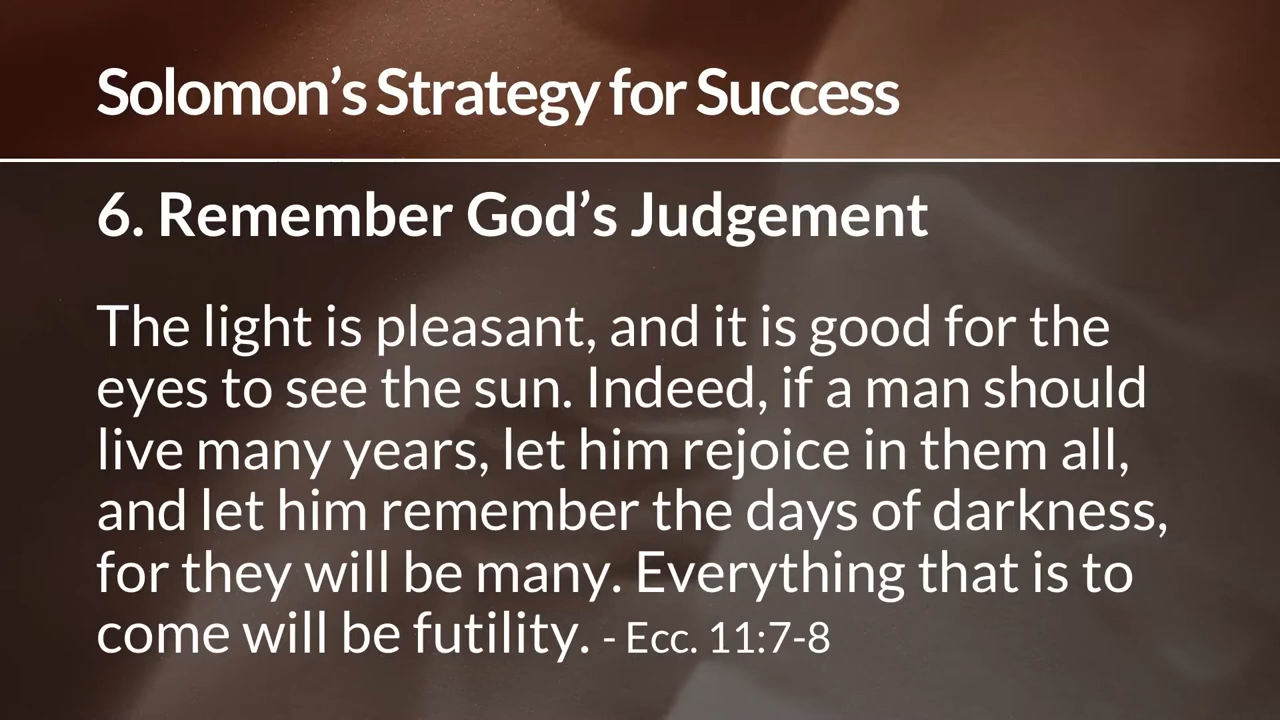 Solomon’s Strategy for Success
6. Remember God’s Judgement
The light is pleasant, and it is good for the
eyes to see the sun. Indeed, if a man should
live many years, let him rejoice in them all,
and let him remember the days of darkness,
for they will be many. Everything that is to
come will be futility. - Ecc. 11:7-8